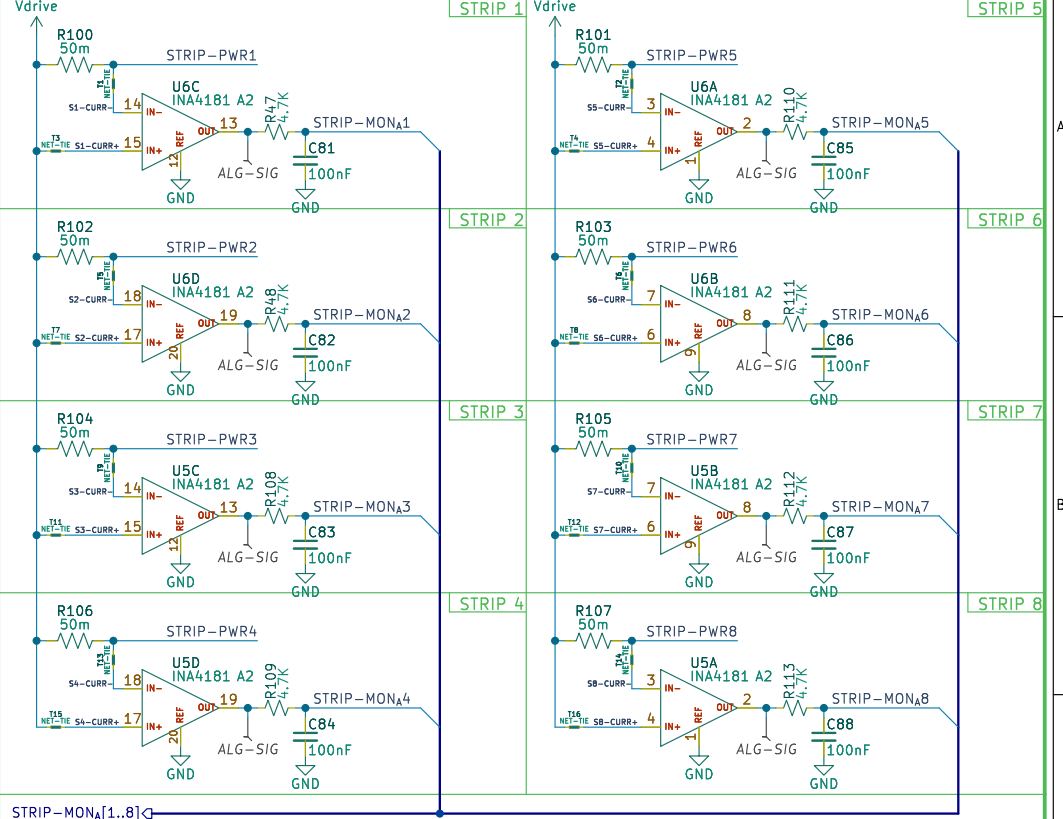 Vdrive
STRIP 1
R100
50m
STRIP-PWR1
T1
NET-TIE
U6C
INA4181 A2
S1-CURR-
14
IN-
T3
NET-TIE
S1-CURR+
15
IN+
OUT
13
REF
12
GND
R47
4.7K
ALG-SIG
STRIP-MONA1
C81
100nF
GND
Vdrive
STRIP 5
R101
50m
STRIP-PWR5
T2
NET-TIE
U6A
INA4181 A2
S5-CURR-
3
IN-
T4
NET-TIE
S5-CURR+
4
IN+
OUT
2
REF
1
GND
R110
4.7K
ALG-SIG
STRIP-MONA5
C85
100nF
GND
A
STRIP 2
R102
50m
STRIP-PWR2
T5
NET-TIE
U6D
INA4181 A2
S2-CURR-
18
IN-
T7
NET-TIE
S2-CURR+
17
IN+
OUT
19
REF
20
GND
R48
4.7K
ALG-SIG
STRIP-MONA2
C82
100nF
GND
STRIP 6
R103
50m
STRIP-PWR6
T6
NET-TIE
U6B
INA4181 A2
S6-CURR-
7
IN-
T8
NET-TIE
S6-CURR+
6
IN+
OUT
8
REF
9
GND
R111
4.7K
ALG-SIG
STRIP-MONA6
C86
100nF
GND
STRIP 3
R104
50m
STRIP-PWR3
T9
NET-TIE
U5C
INA4181 A2
S3-CURR-
14
IN-
T11
NET-TIE
S3-CURR+
15
IN+
OUT
13
REF
12
GND
R108
4.7K
ALG-SIG
STRIP-MONA3
C83
100nF
GND
STRIP 7
R105
50m
STRIP-PWR7
T10
NET-TIE
U5B
INA4181 A2
S7-CURR-
7
IN-
T12
NET-TIE
S7-CURR+
6
IN+
OUT
8
REF
9
GND
R112
4.7K
ALG-SIG
STRIP-MONA7
C87
100nF
GND
B
STRIP 4
R106
50m
STRIP-PWR4
T13
NET-TIE
U5D
INA4181 A2
S4-CURR-
18
IN-
T15
NET-TIE
S4-CURR+
17
IN+
OUT
19
REF
20
GND
R109
4.7K
ALG-SIG
STRIP-MONA4
C84
100nF
GND
STRIP 8
R107
50m
STRIP-PWR8
T14
NET-TIE
U5A
INA4181 A2
S8-CURR-
3
IN-
T16
NET-TIE
S8-CURR+
4
IN+
OUT
2
REF
1
GND
R113
4.7K
ALG-SIG
STRIP-MONA8
C88
100nF
GND
STRIP-MONA[1..8]